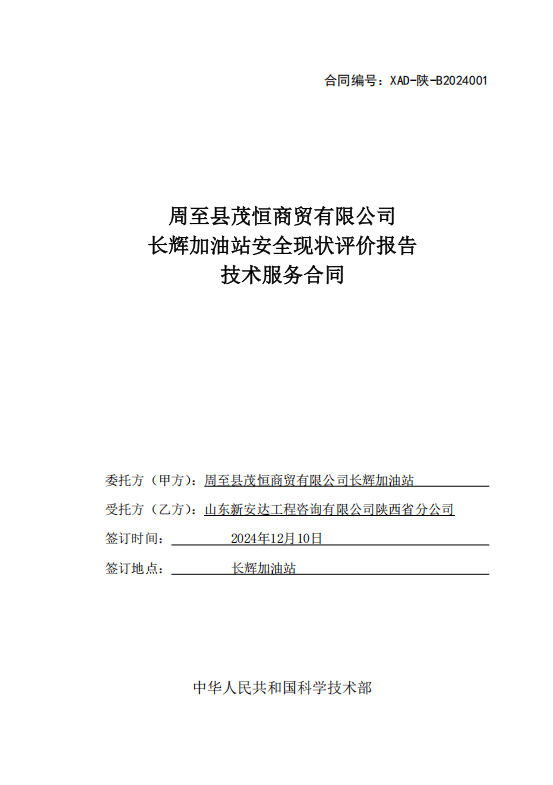 合同编号：XAD-陕-B2024001
周至县茂恒商贸有限公司
长辉加油站安全现状评价报告
技术服务合同
委托方（甲方）：周至县茂恒商贸有限公司长辉加油站
受托方（乙方）：山东新安达工程咨询有限公司陕西省分公司
签订时间：2024年12月10日
签订地点：长辉加油站
中华人民共和国科学技术部